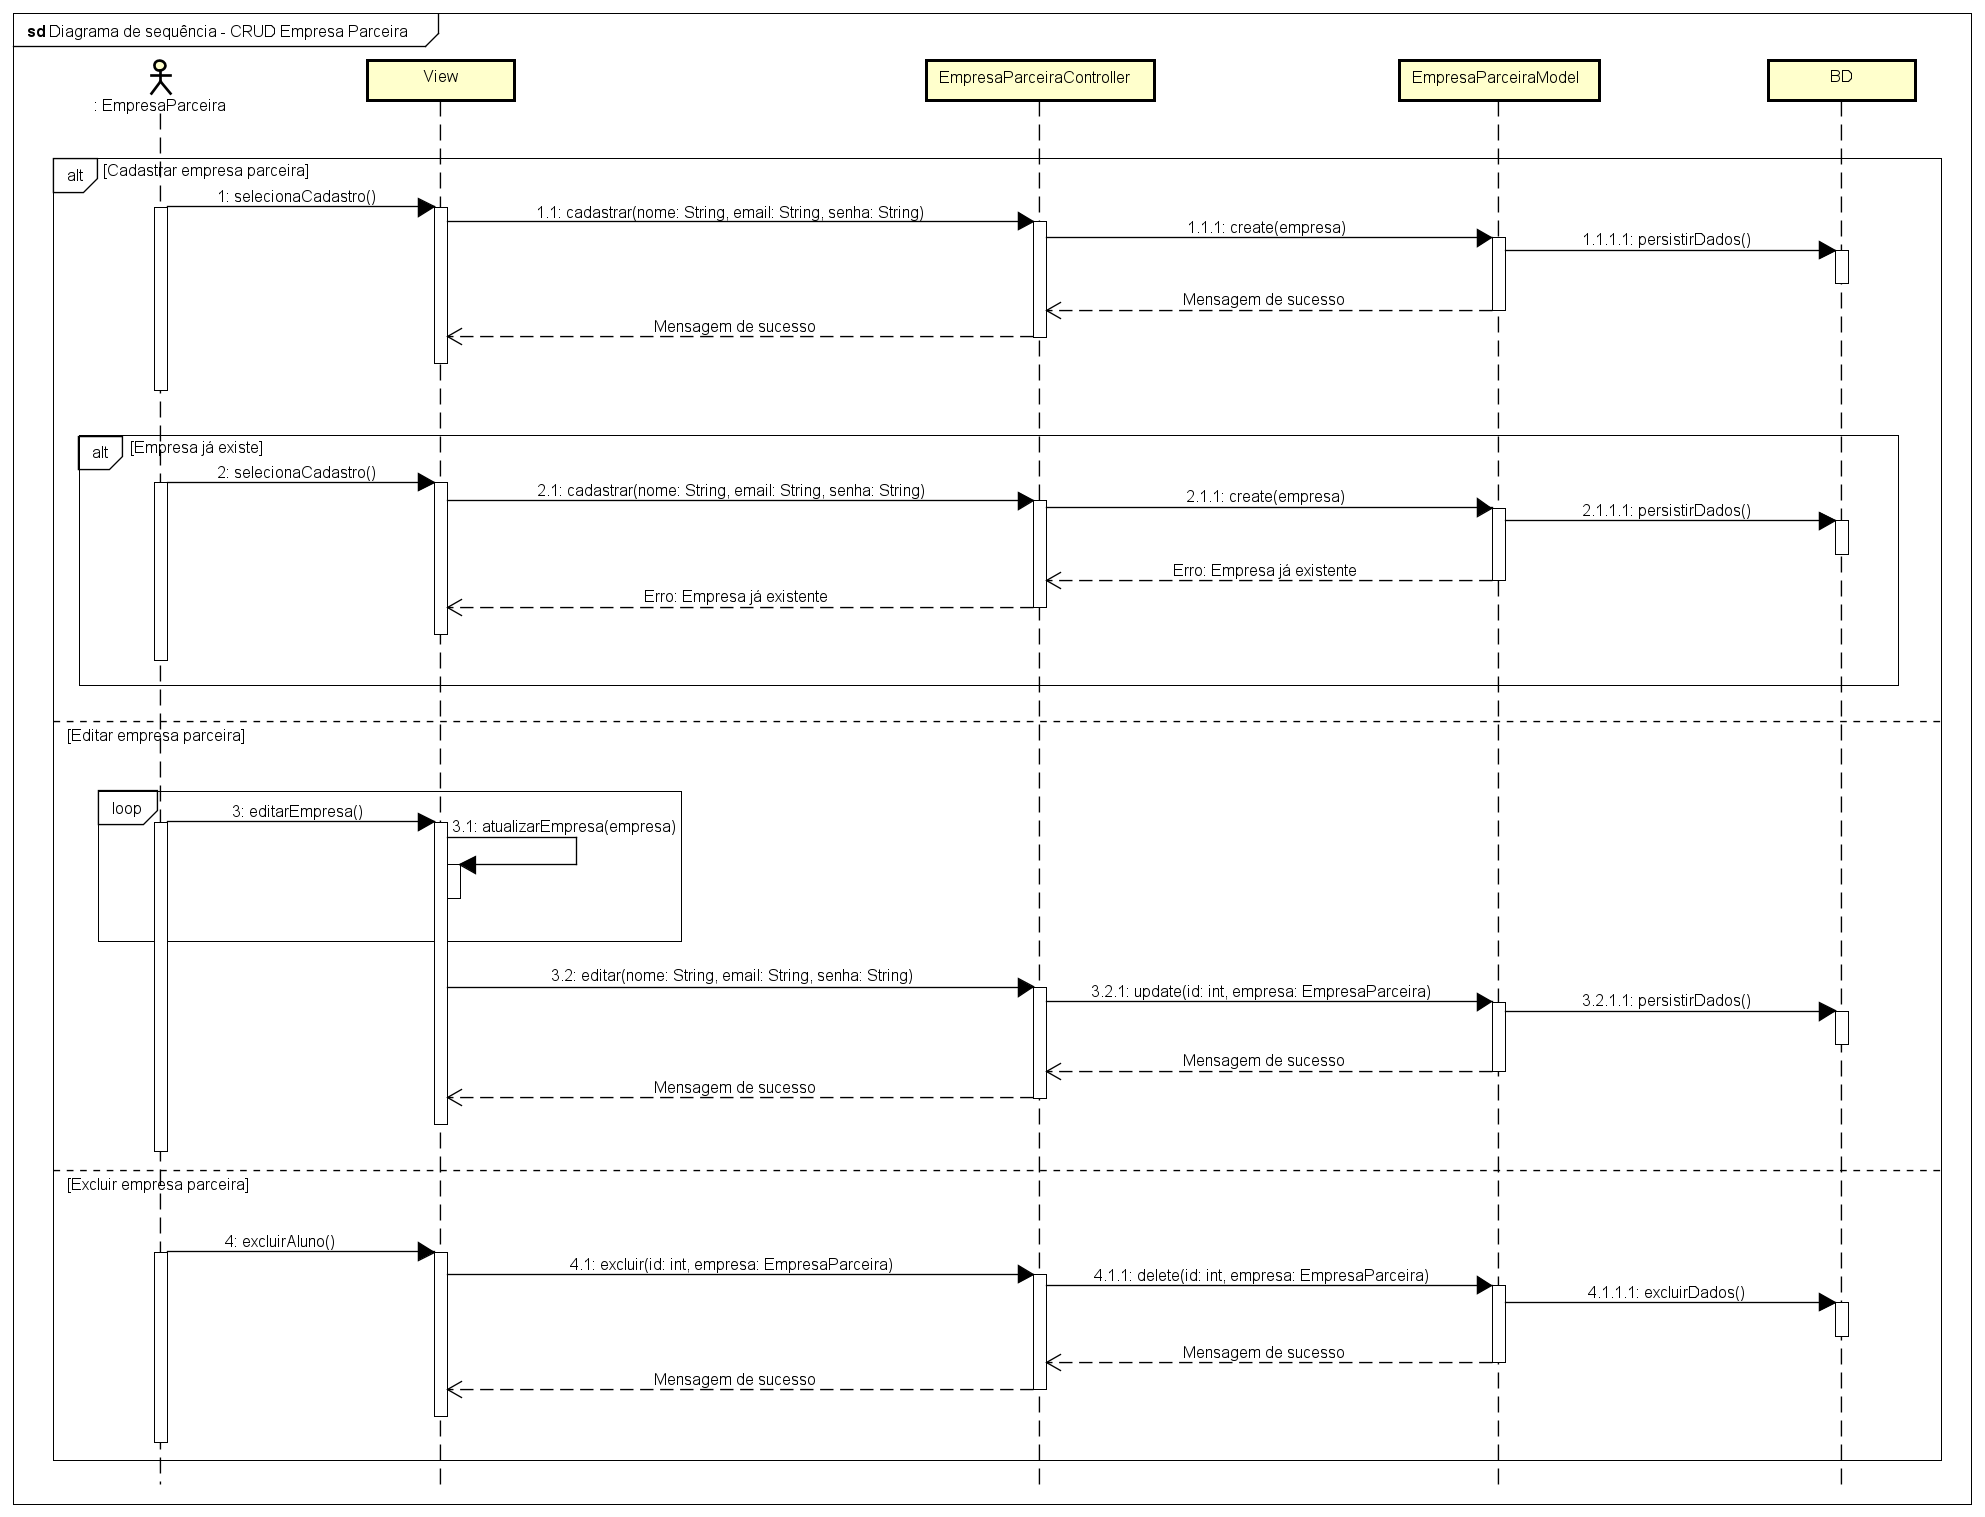 sd Diagrama de sequência - CRUD Empresa Parceira
: EmpresaParceira
View
EmpresaParceiraController
EmpresaParceiraModel
BD
alt
[Cadastrar empresa parceira]
1: selecionaCadastro()
1.1: cadastrar(nome: String, email: String, senha: String)
1.1.1: create(empresa)
1.1.1.1: persistirDados()
Mensagem de sucesso
Mensagem de sucesso
alt
[Empresa já existe]
2: selecionaCadastro()
2.1: cadastrar(nome: String, email: String, senha: String)
2.1.1: create(empresa)
2.1.1.1: persistirDados()
Erro: Empresa já existente
Erro: Empresa já existente
[Editar empresa parceira]
loop
3: editarEmpresa()
3.1: atualizarEmpresa(empresa)
3.2: editar(nome: String, email: String, senha: String)
3.2.1: update(id: int, empresa: EmpresaParceira)
3.2.1.1: persistirDados()
Mensagem de sucesso
Mensagem de sucesso
[Excluir empresa parceira]
4: excluirAluno()
4.1: excluir(id: int, empresa: EmpresaParceira)
4.1.1: delete(id: int, empresa: EmpresaParceira)
4.1.1.1: excluirDados()
Mensagem de sucesso
Mensagem de sucesso